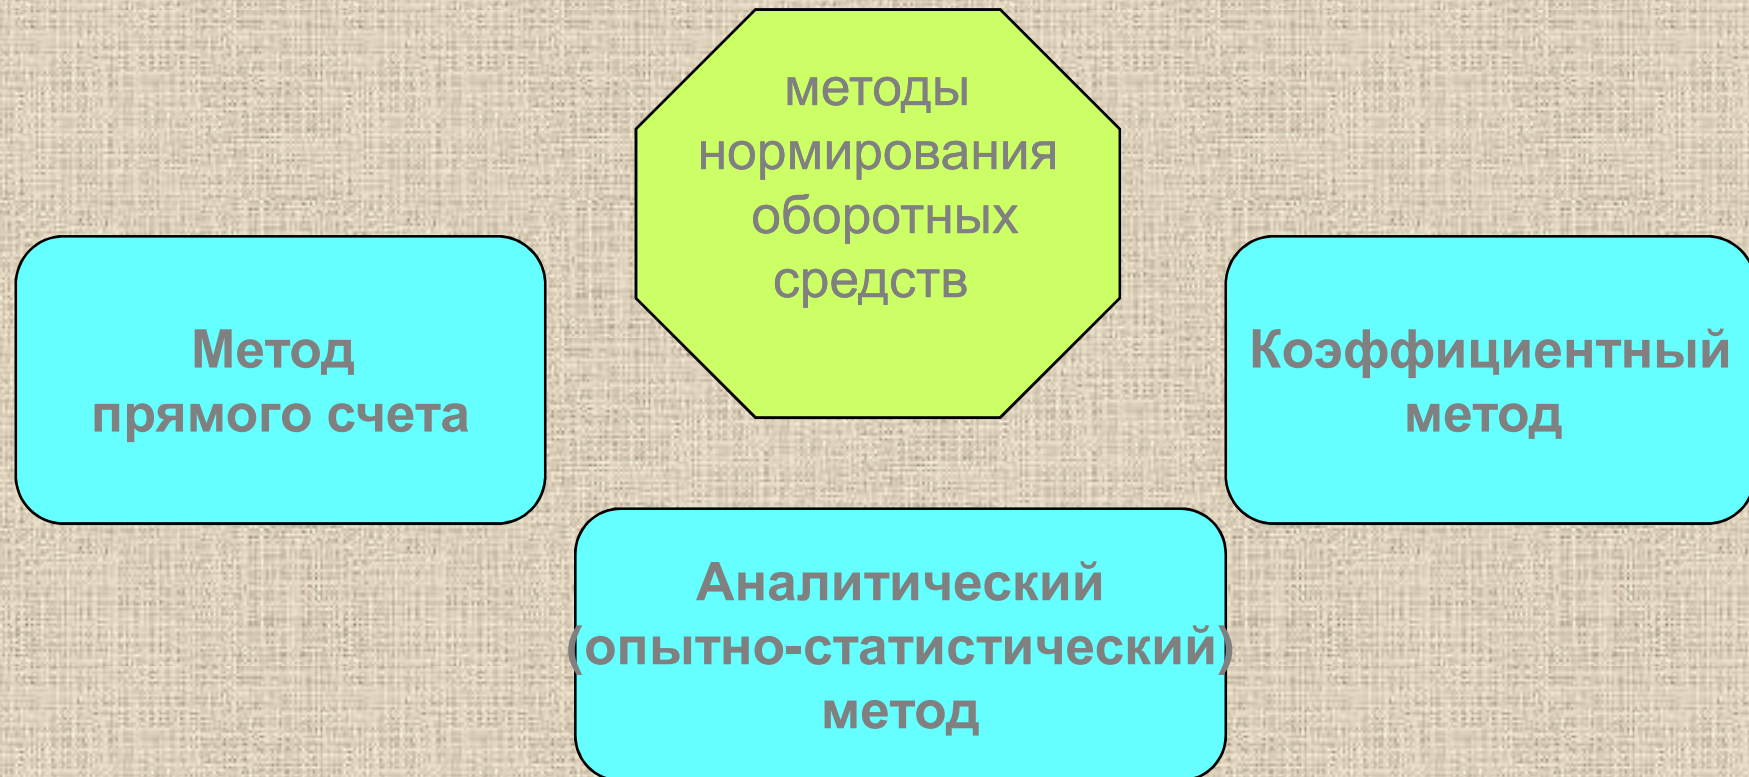 методы
нормирования
оборотных
средств
Метод
прямого счета
Коэффициентный
метод
Аналитический
(опытно-статистический)
метод